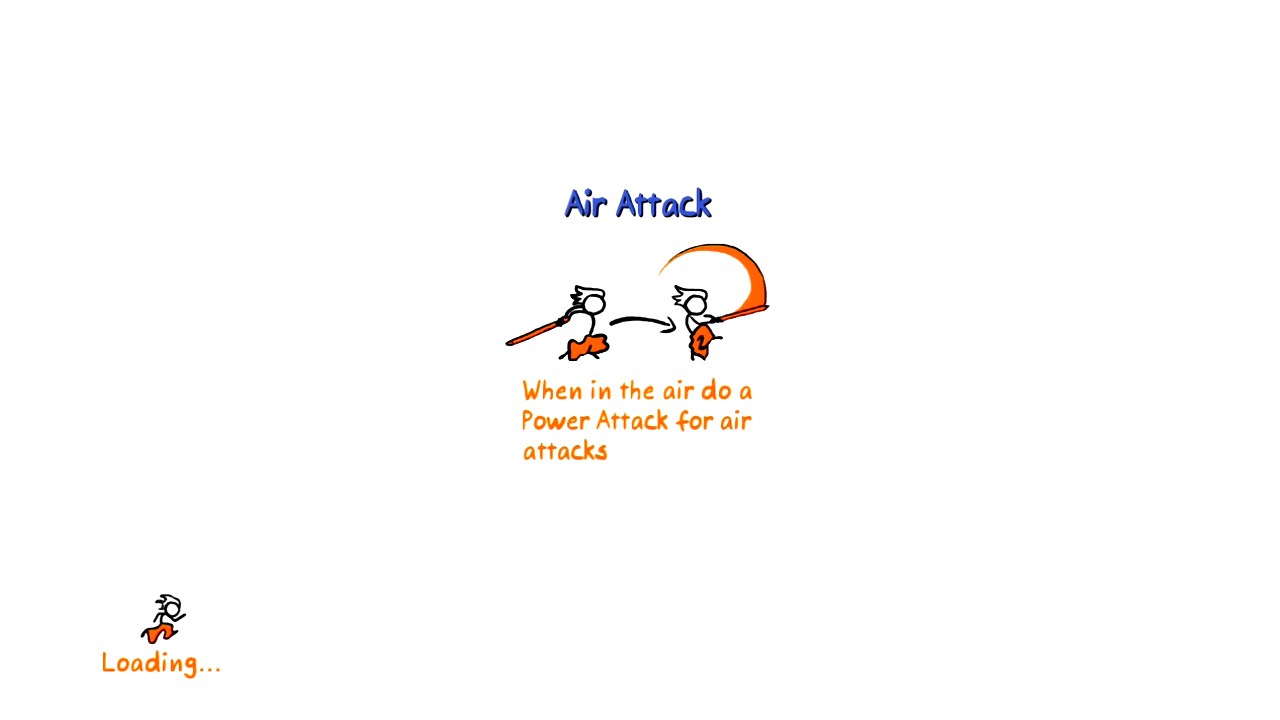 Air Attack
When in the air do a
Power Attack for air
attacks
Loading...